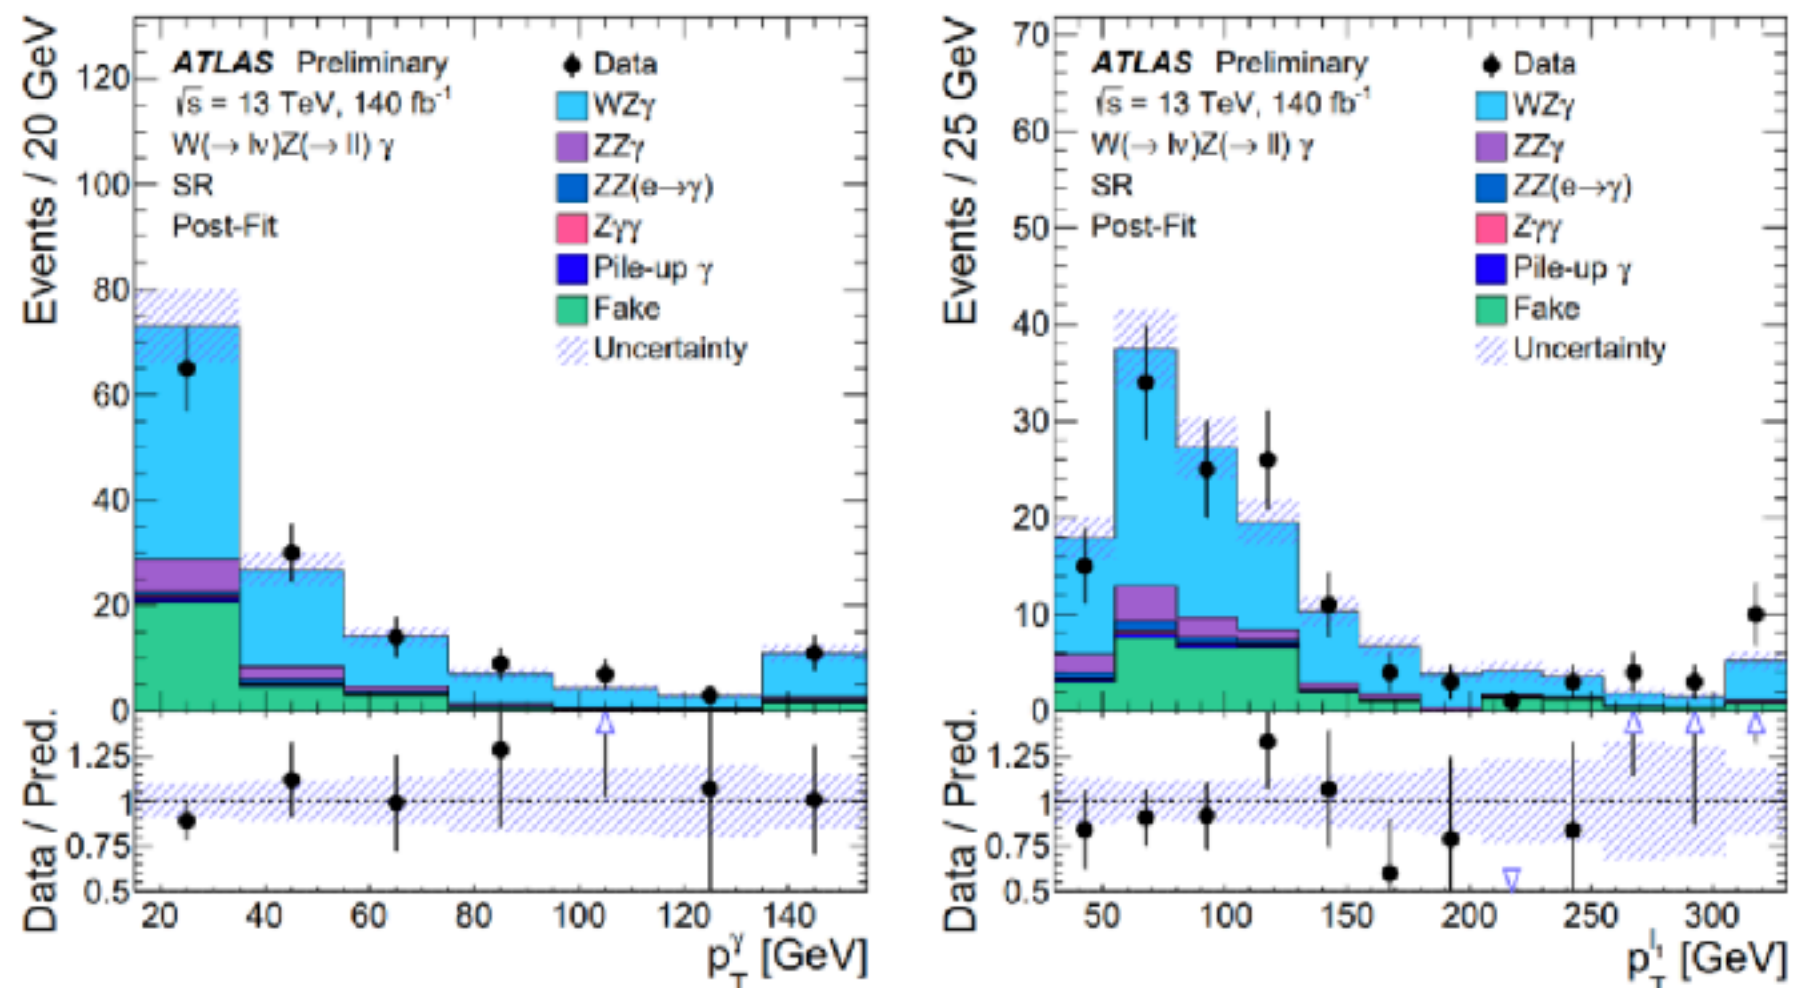 Events / 20 GeV
120
100
80
60
40
20
0
ATLAS Preliminary
√s = 13 TeV, 140 fb⁻¹
W(→ lν)Z(→ ll) γ
SR
Post-Fit
Data
WZγ
ZZγ
ZZ(e→γ)
Zγγ
Pile-up γ
Fake
Uncertainty
Data / Pred.
1.25
1
0.75
0.5
20 40 60 80 100 120 140
p_T^γ [GeV]
Events / 25 GeV
70
60
50
40
30
20
10
0
ATLAS Preliminary
√s = 13 TeV, 140 fb⁻¹
W(→ lν)Z(→ ll) γ
SR
Post-Fit
Data
WZγ
ZZγ
ZZ(e→γ)
Zγγ
Pile-up γ
Fake
Uncertainty
Data / Pred.
1.25
1
0.75
0.5
50 100 150 200 250 300
p_T^l₁ [GeV]